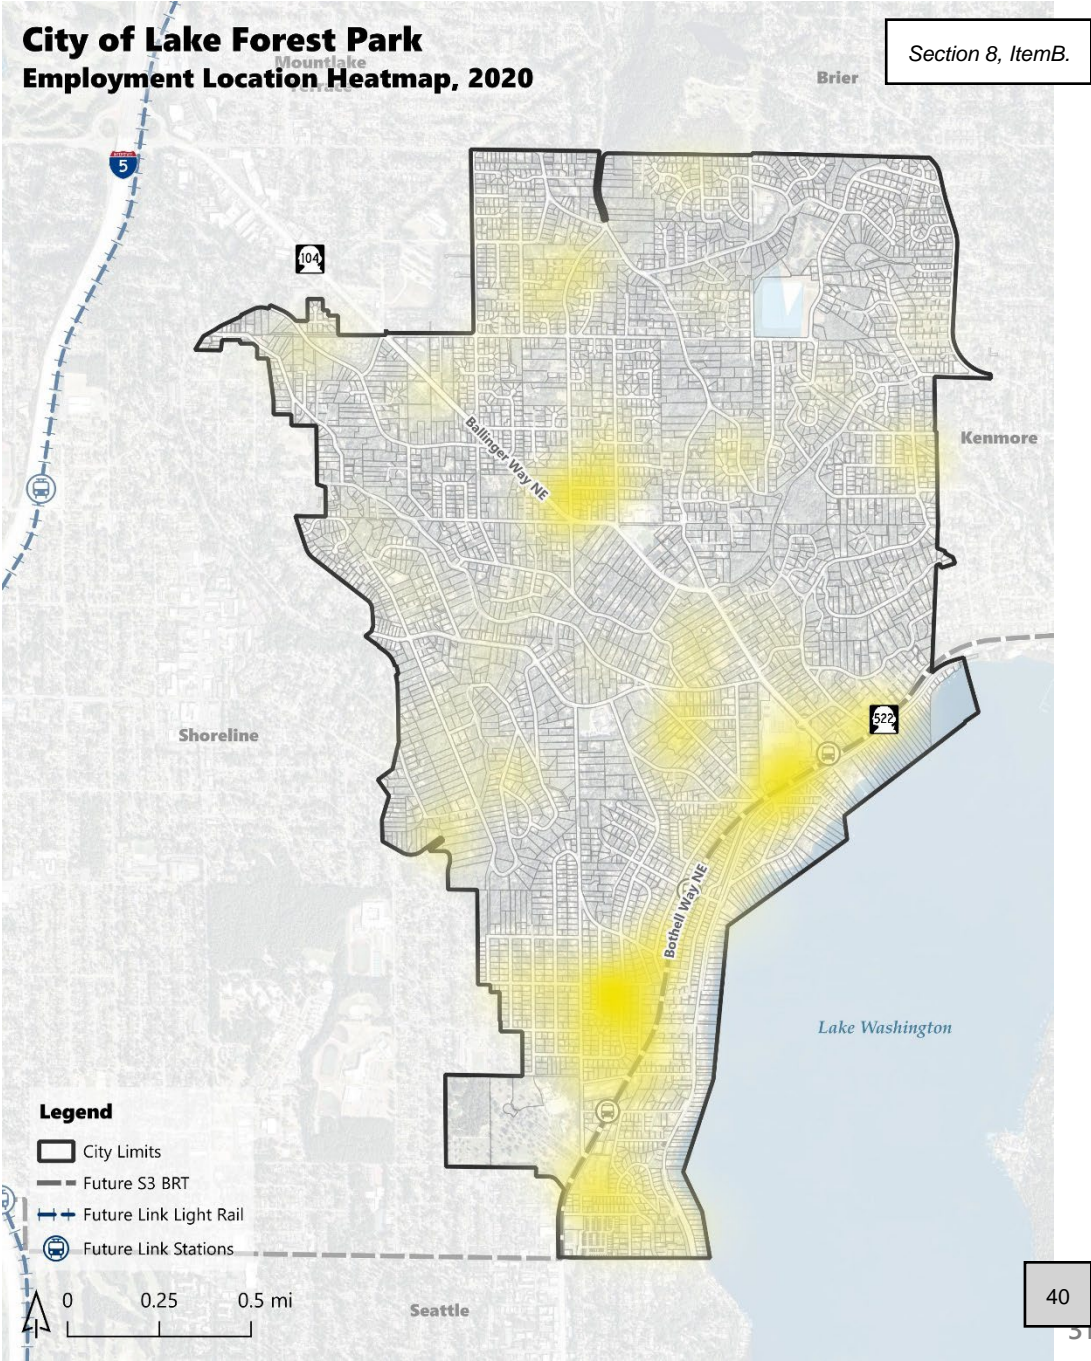 City of Lake Forest Park
Employment Location Heatmap, 2020
Section 8, ItemB.
Mountlake
Terrace
Brier
INTERSTATE
5
104
Ballinger Way NE
Kenmore
522
Shoreline
Bothell Way NE
Lake Washington
Legend
City Limits
Future S3 BRT
Future Link Light Rail
Future Link Stations
0 0.25 0.5 mi
Seattle
40